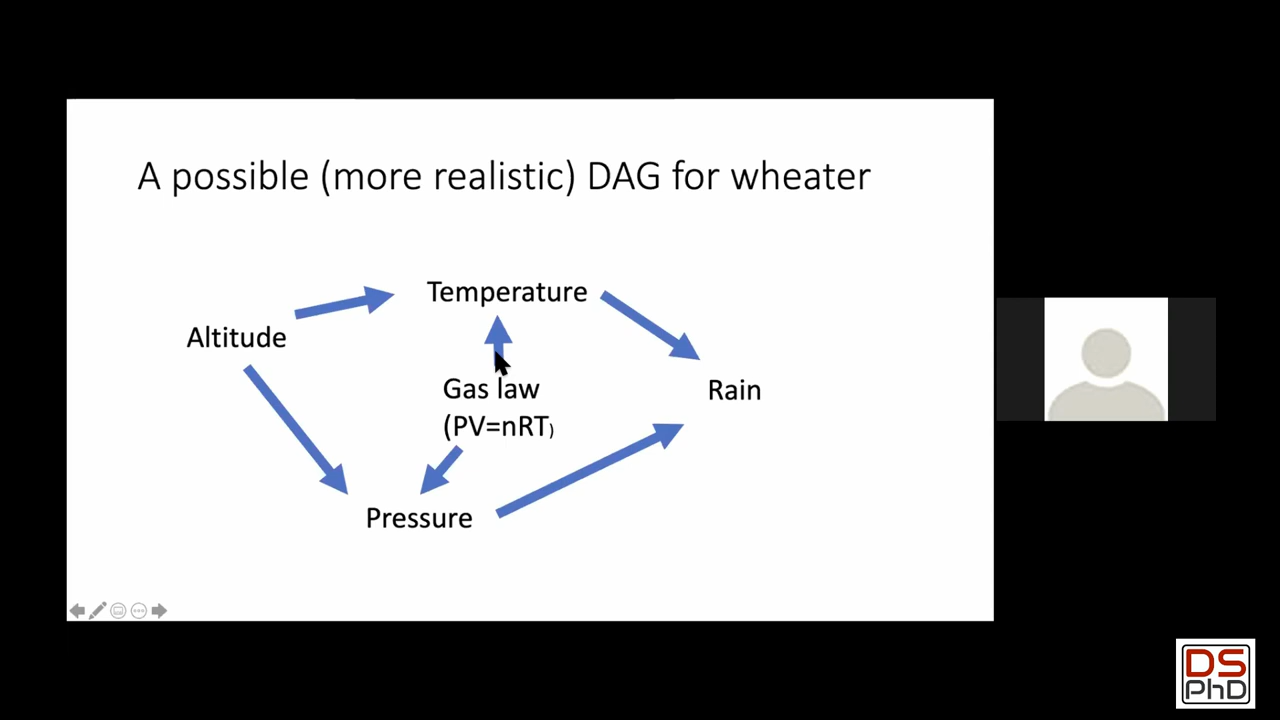 A possible (more realistic) DAG for wheater
Temperature
Altitude
Gas law
(PV=nRT)
Rain
Pressure
DS
PhD